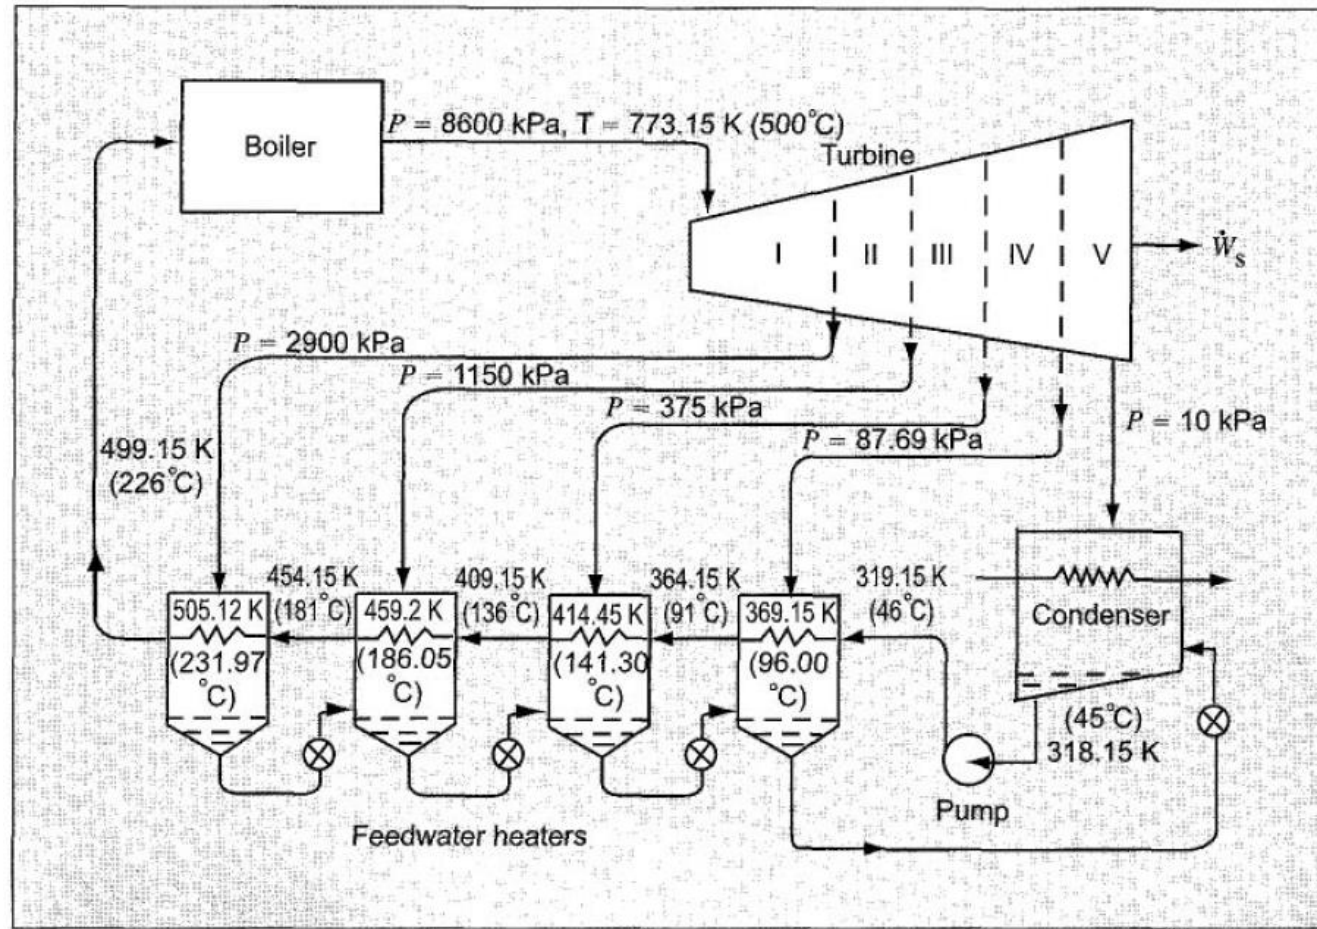 P = 8600 kPa, T = 773.15 K (500°C)
Boiler
Turbine
I
II
III
IV
V
Ẇs
P = 2900 kPa
P = 1150 kPa
P = 375 kPa
P = 87.69 kPa
P = 10 kPa
499.15 K
(226°C)
505.12 K
(231.97
°C)
454.15 K
(181°C)
459.2 K
(186.05
°C)
409.15 K
(136°C)
414.45 K
(141.30
°C)
364.15 K
(91°C)
369.15 K
(96.00
°C)
319.15 K
(46°C)
Condenser
(45°C)
318.15 K
Pump
Feedwater heaters